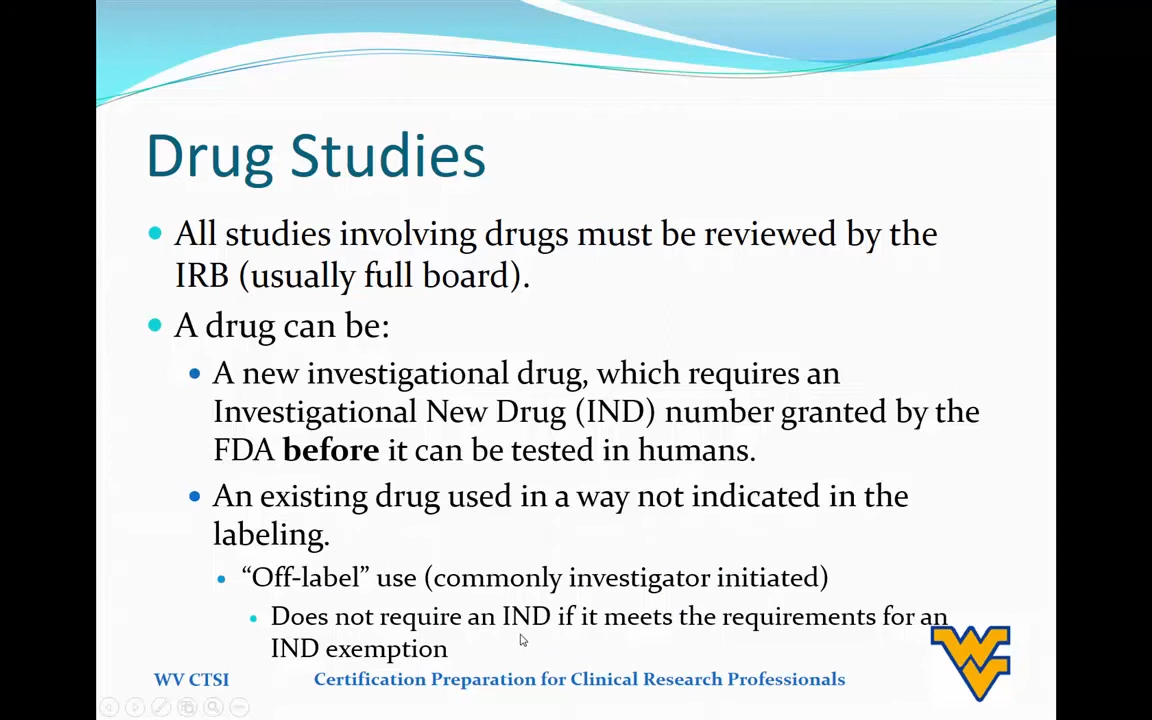 Drug Studies
All studies involving drugs must be reviewed by the
IRB (usually full board).
A drug can be:
A new investigational drug, which requires an
Investigational New Drug (IND) number granted by the
FDA before it can be tested in humans.
An existing drug used in a way not indicated in the
labeling.
“Off-label” use (commonly investigator initiated)
Does not require an IND if it meets the requirements for an
IND exemption
WV CTSI
Certification Preparation for Clinical Research Professionals